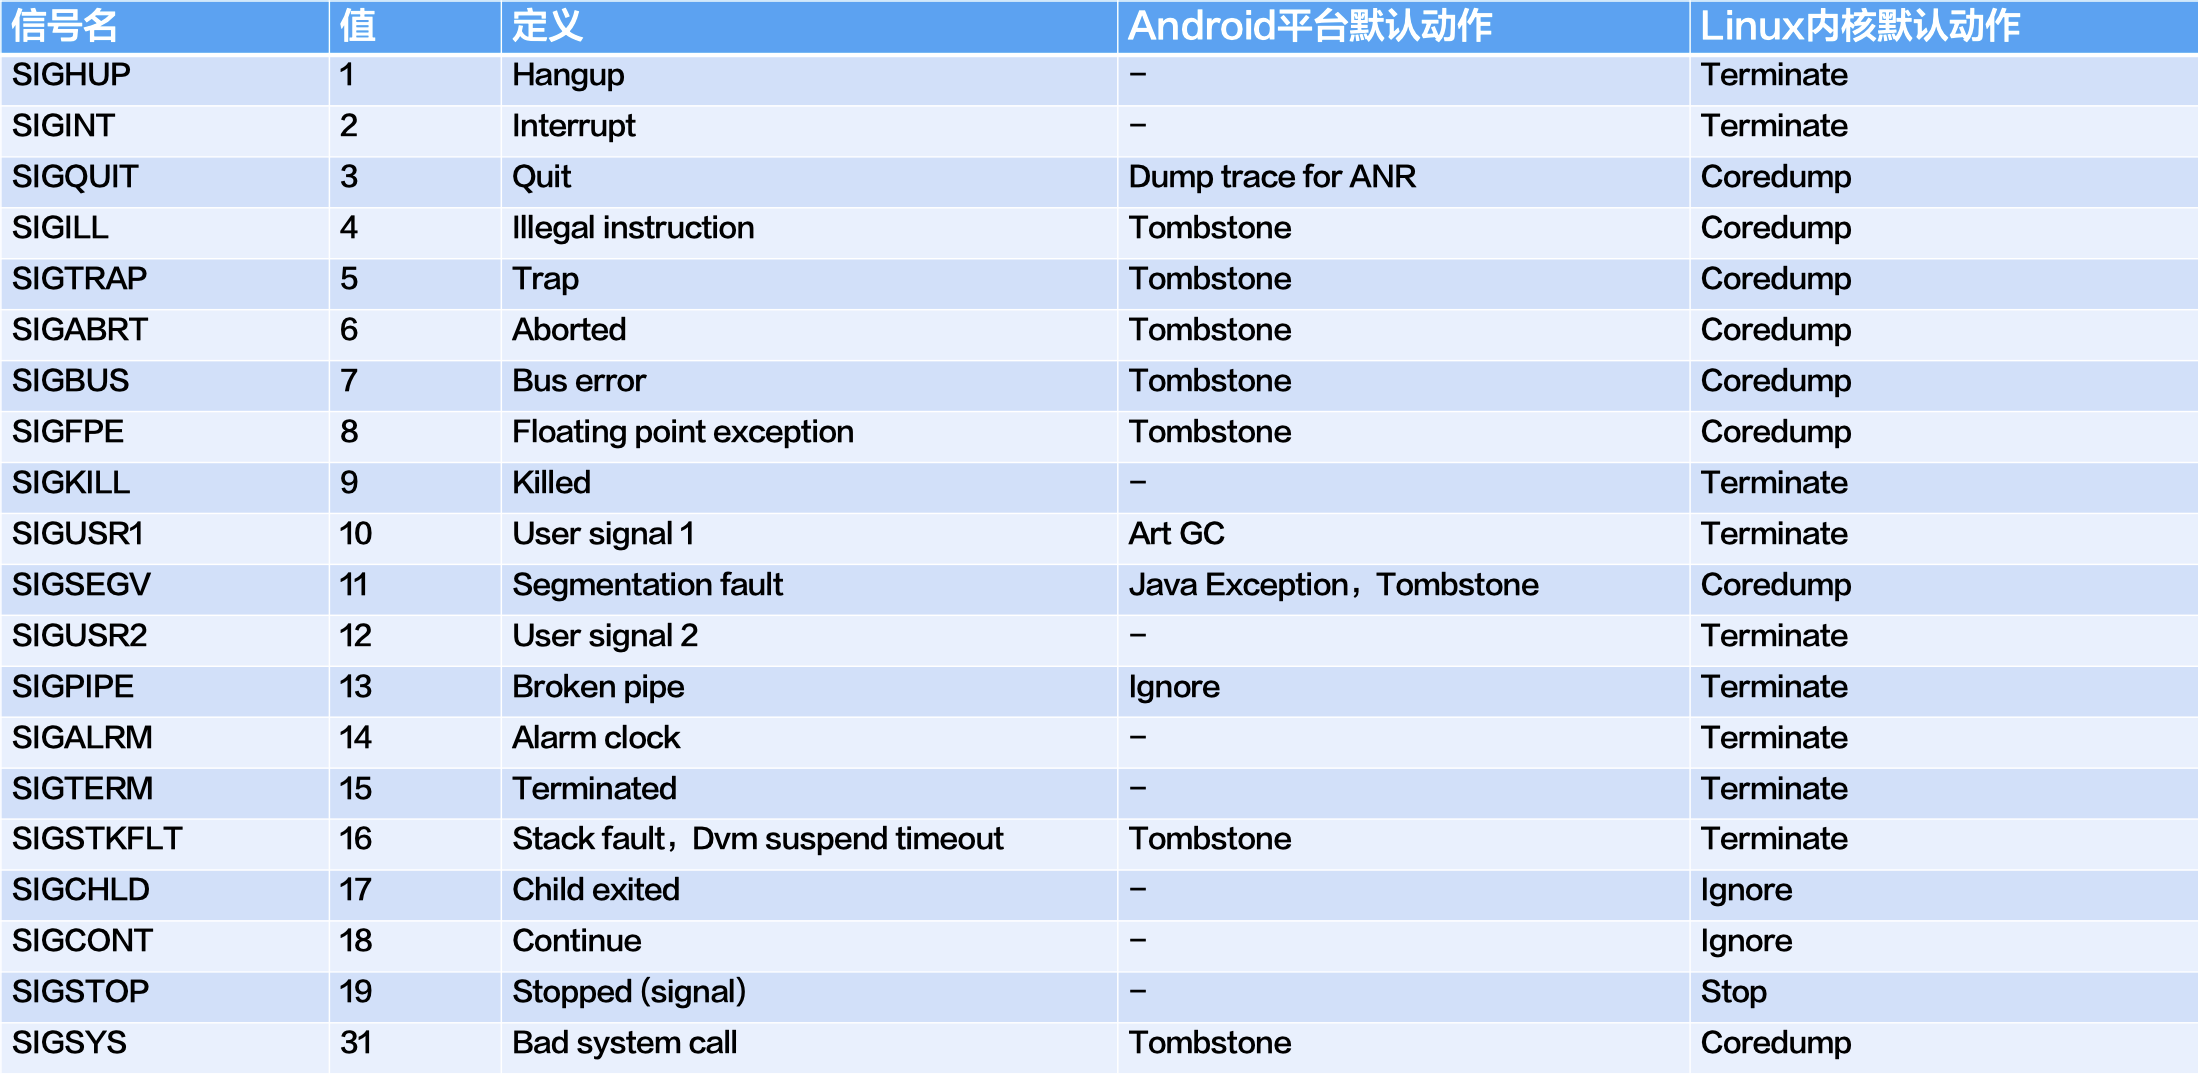 信号名 值 定义 Android平台默认动作 Linux内核默认动作
SIGHUP 1 Hangup - Terminate
SIGINT 2 Interrupt - Terminate
SIGQUIT 3 Quit Dump trace for ANR Coredump
SIGILL 4 Illegal instruction Tombstone Coredump
SIGTRAP 5 Trap Tombstone Coredump
SIGABRT 6 Aborted Tombstone Coredump
SIGBUS 7 Bus error Tombstone Coredump
SIGFPE 8 Floating point exception Tombstone Coredump
SIGKILL 9 Killed - Terminate
SIGUSR1 10 User signal 1 Art GC Terminate
SIGSEGV 11 Segmentation fault Java Exception，Tombstone Coredump
SIGUSR2 12 User signal 2 - Terminate
SIGPIPE 13 Broken pipe Ignore Terminate
SIGALRM 14 Alarm clock - Terminate
SIGTERM 15 Terminated - Terminate
SIGSTKFLT 16 Stack fault，Dvm suspend timeout Tombstone Terminate
SIGCHLD 17 Child exited - Ignore
SIGCONT 18 Continue - Ignore
SIGSTOP 19 Stopped (signal) - Stop
SIGSYS 31 Bad system call Tombstone Coredump